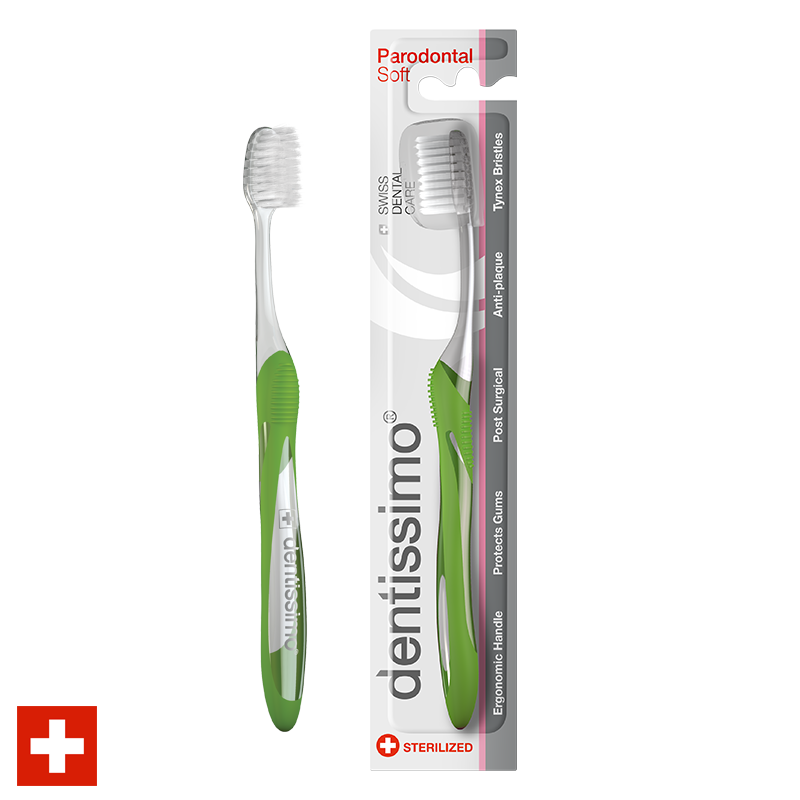 Parodontal
Soft
SWISS
DENTAL
CARE
dentissimo®
Tynex Bristles
Anti-plaque
Post Surgical
Protects Gums
Ergonomic Handle
STERILIZED
dentissimo